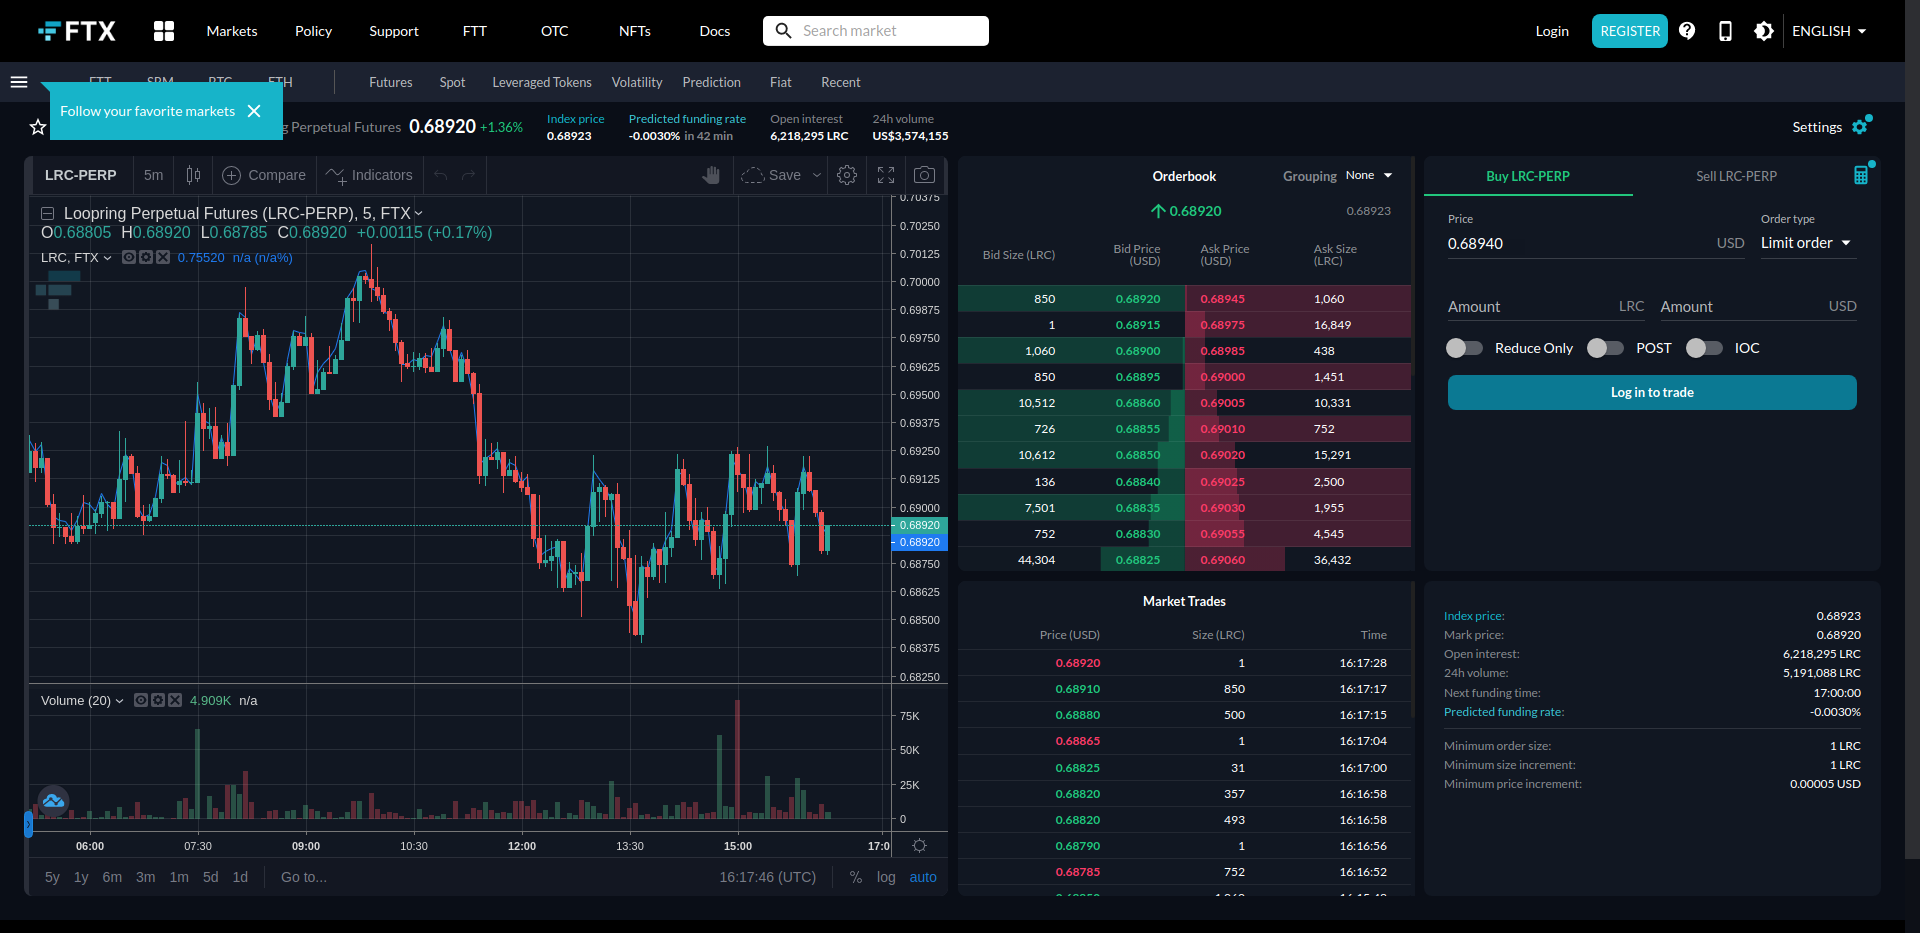 FTX Markets Policy Support FTT OTC NFTs Docs Search market Login REGISTER ENGLISH
FTT SRM BTC ETH Futures Spot Leveraged Tokens Volatility Prediction Fiat Recent
Follow your favorite markets
g Perpetual Futures 0.68920 +1.36%
Index price
0.68923
Predicted funding rate
-0.0030% in 42 min
Open interest
6,218,295 LRC
24h volume
US$3,574,155
Settings
LRC-PERP 5m Compare Indicators Save
Loopring Perpetual Futures (LRC-PERP), 5, FTX
O0.68805 H0.68920 L0.68785 C0.68920 +0.00115 (+0.17%)
LRC, FTX 0.75520 n/a (n/a%)
0.70375
0.70250
0.70125
0.70000
0.69875
0.69750
0.69625
0.69500
0.69375
0.69250
0.69125
0.69000
0.68920
0.68920
0.68750
0.68625
0.68500
0.68375
0.68250
Volume (20) 4.909K n/a
75K
50K
25K
0
06:00 07:30 09:00 10:30 12:00 13:30 15:00 17:0
5y 1y 6m 3m 1m 5d 1d Go to... 16:17:46 (UTC) % log auto
Orderbook Grouping None
0.68920 0.68923
Bid Size (LRC) Bid Price (USD) Ask Price (USD) Ask Size (LRC)
850 0.68920 0.68945 1,060
1 0.68915 0.68975 16,849
1,060 0.68900 0.68985 438
850 0.68895 0.69000 1,451
10,512 0.68860 0.69005 10,331
726 0.68855 0.69010 752
10,612 0.68850 0.69020 15,291
136 0.68840 0.69025 2,500
7,501 0.68835 0.69030 1,955
752 0.68830 0.69055 4,545
44,304 0.68825 0.69060 36,432
Market Trades
Price (USD) Size (LRC) Time
0.68920 1 16:17:28
0.68910 850 16:17:17
0.68880 500 16:17:15
0.68865 1 16:17:04
0.68825 31 16:17:00
0.68820 357 16:16:58
0.68820 493 16:16:58
0.68790 1 16:16:56
0.68785 752 16:16:52
Buy LRC-PERP Sell LRC-PERP
Price Order type
0.68940 USD Limit order
Amount LRC Amount USD
Reduce Only POST IOC
Log in to trade
Index price: 0.68923
Mark price: 0.68920
Open interest: 6,218,295 LRC
24h volume: 5,191,088 LRC
Next funding time: 17:00:00
Predicted funding rate: -0.0030%
Minimum order size: 1 LRC
Minimum size increment: 1 LRC
Minimum price increment: 0.00005 USD